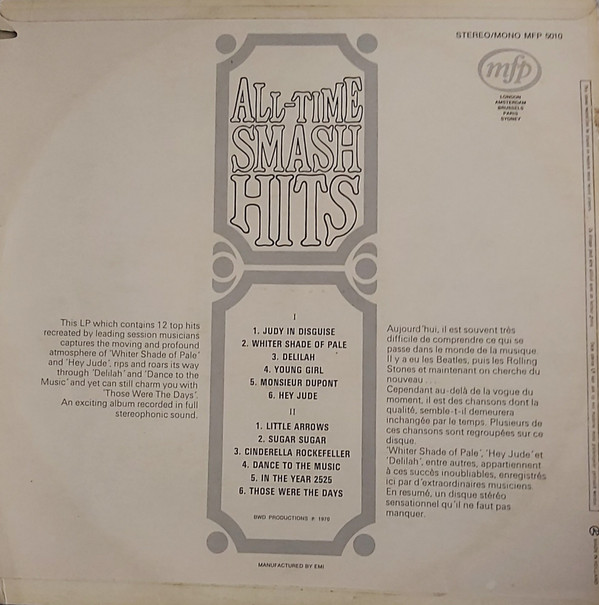 STEREO/MONO MFP 5010
mfp
LONDON
AMSTERDAM
BRUSSELS
PARIS
SYDNEY
ALL-TIME
SMASH
HITS
This LP which contains 12 top hits
recreated by leading session musicians
captures the moving and profound
atmosphere of 'Whiter Shade of Pale'
and 'Hey Jude', rips and roars its way
through 'Delilah' and 'Dance to the
Music' and yet can still charm you with
'Those Were The Days'.
An exciting album recorded in full
stereophonic sound.
I
1. JUDY IN DISGUISE
2. WHITER SHADE OF PALE
3. DELILAH
4. YOUNG GIRL
5. MONSIEUR DUPONT
6. HEY JUDE
II
1. LITTLE ARROWS
2. SUGAR SUGAR
3. CINDERELLA ROCKEFELLER
4. DANCE TO THE MUSIC
5. IN THE YEAR 2525
6. THOSE WERE THE DAYS
BWD PRODUCTIONS ℗ 1970
MANUFACTURED BY EMI
Aujourd'hui, il est souvent très
difficile de comprendre ce qui se
passe dans le monde de la musique.
Il y a eu les Beatles, puis les Rolling
Stones et maintenant on cherche du
nouveau...
Cependant au-delà de la vogue du
moment, il est des chansons dont la
qualité, semble-t-il demeurera
inchangée par le temps. Plusieurs de
ces chansons sont regroupées sur ce
disque.
'Whiter Shade of Pale', 'Hey Jude' et
'Delilah', entre autres, appartiennent
à ces succès inoubliables, enregistrés
ici par d'extraordinaires musiciens.
En resumé, un disque stéréo
sensationnel qu'il ne faut pas
manquer.